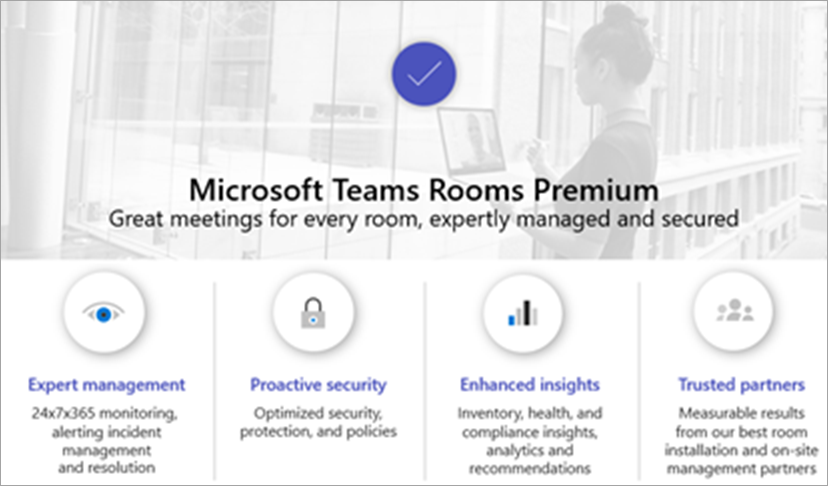 Microsoft Teams Rooms Premium
Great meetings for every room, expertly managed and secured
Expert management
24x7x365 monitoring,
alerting incident
management
and resolution
Proactive security
Optimized security,
protection, and policies
Enhanced insights
Inventory, health, and
compliance insights,
analytics and
recommendations
Trusted partners
Measurable results
from our best room
installation and on-site
management partners